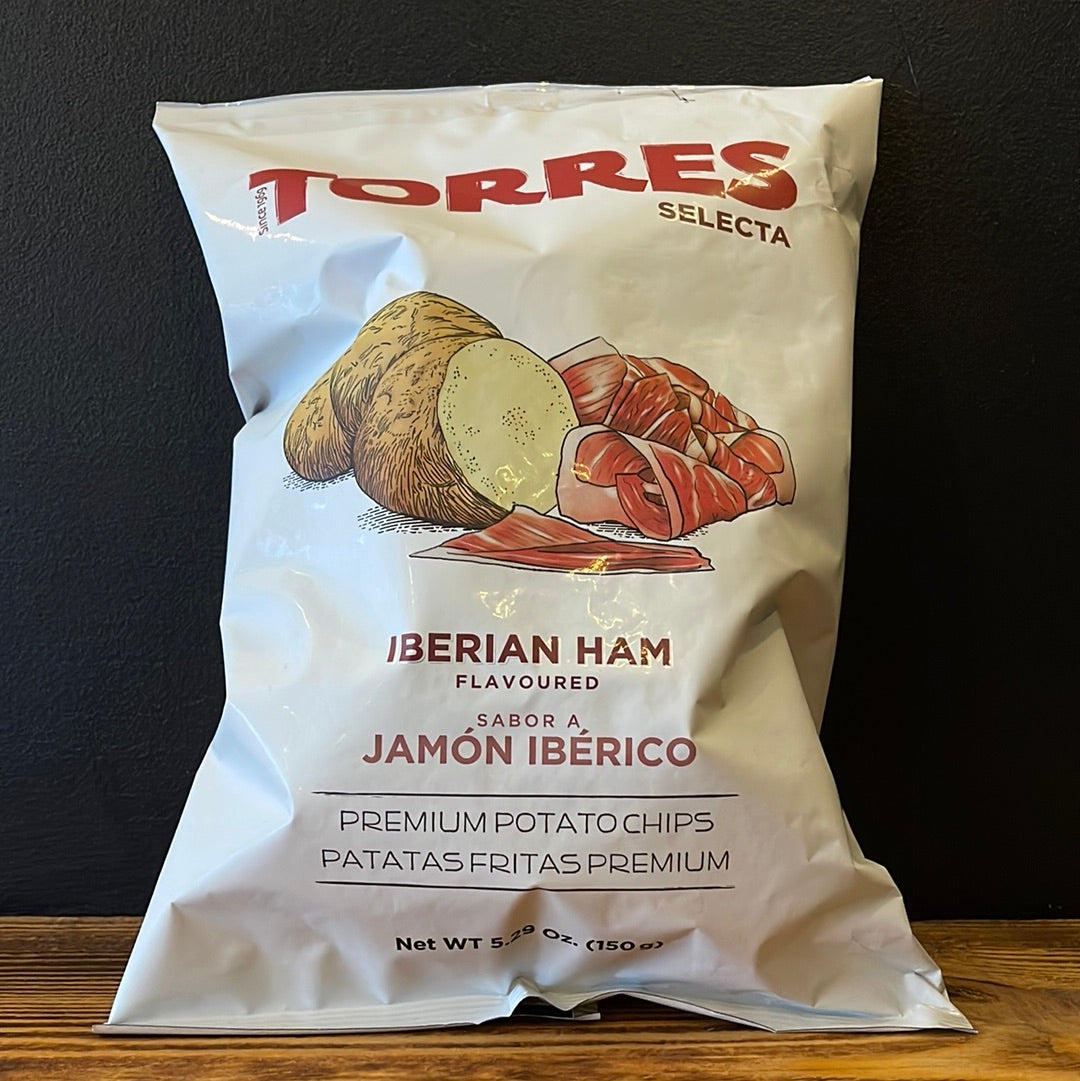 TORRES
Since 1969
SELECTA
IBERIAN HAM
FLAVOURED
SABOR A
JAMÓN IBÉRICO
PREMIUM POTATO CHIPS
PATATAS FRITAS PREMIUM
Net WT 5.29 Oz. (150 g)